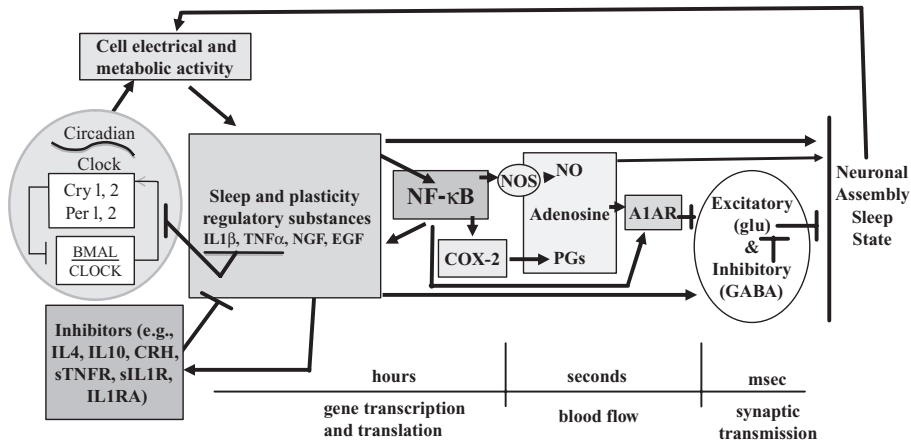 Cell electrical and
metabolic activity
Circadian
Clock
Cry l, 2
Per l, 2
BMAL
CLOCK
Sleep and plasticity
regulatory substances
IL1β, TNFα, NGF, EGF
Inhibitors (e.g.,
IL4, IL10, CRH,
sTNFR, sIL1R,
IL1RA)
NF-κB
COX-2
NOS
NO
Adenosine
PGs
A1AR
Excitatory
(glu)
&
Inhibitory
(GABA)
Neuronal
Assembly
Sleep
State
hours
seconds
msec
gene transcription
and translation
blood flow
synaptic
transmission